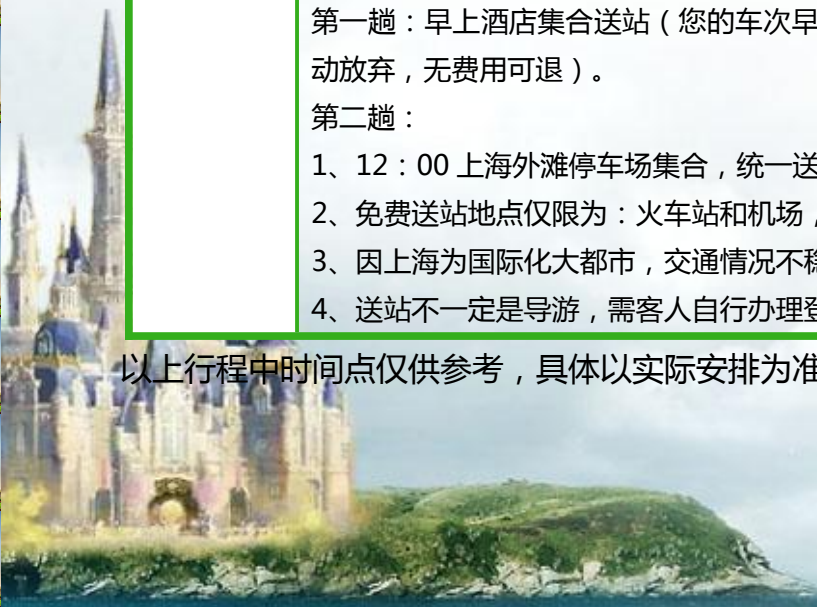 第一趟：早上酒店集合送站（您的车次早
动放弃，无费用可退）。
第二趟：
1、12：00 上海外滩停车场集合，统一送
2、免费送站地点仅限为：火车站和机场，
3、因上海为国际化大都市，交通情况不稳
4、送站不一定是导游，需客人自行办理登
以上行程中时间点仅供参考，具体以实际安排为准